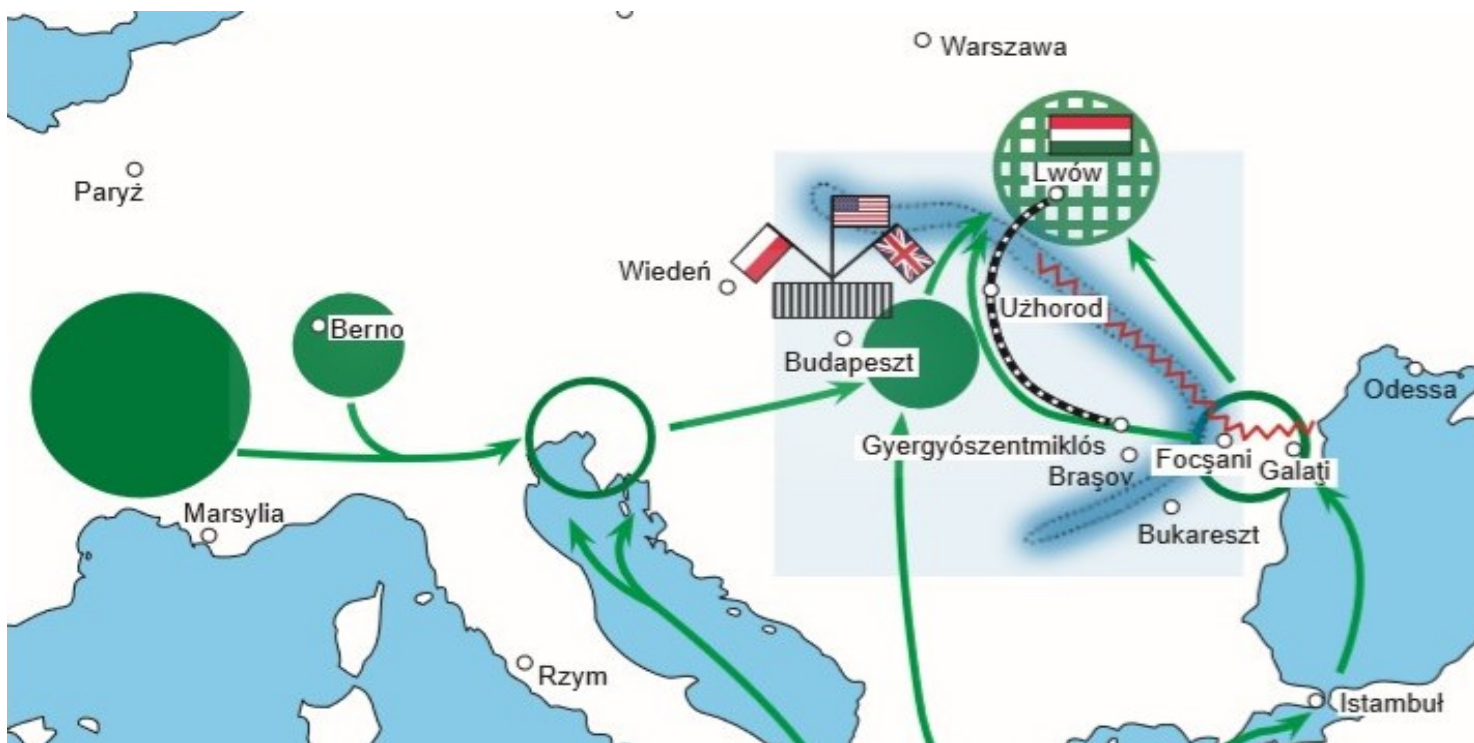 Warszawa
Paryż
Lwów
Wiedeń
Użhorod
Berno
Budapeszt
Odessa
Gyergyószentmiklós
Focşani
Galaţi
Braşov
Marsylia
Bukareszt
Rzym
Istambuł